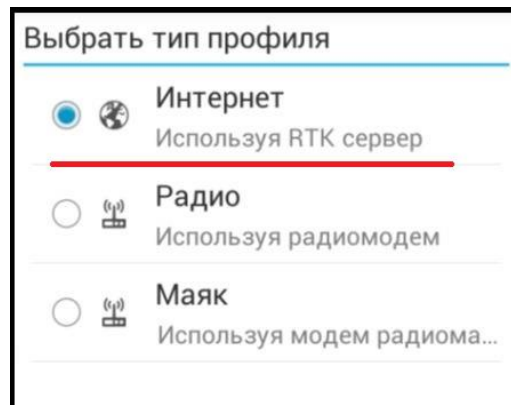 Выбрать тип профиля
Интернет
Используя RTK сервер
Радио
Используя радиомодем
Маяк
Используя модем радиома...